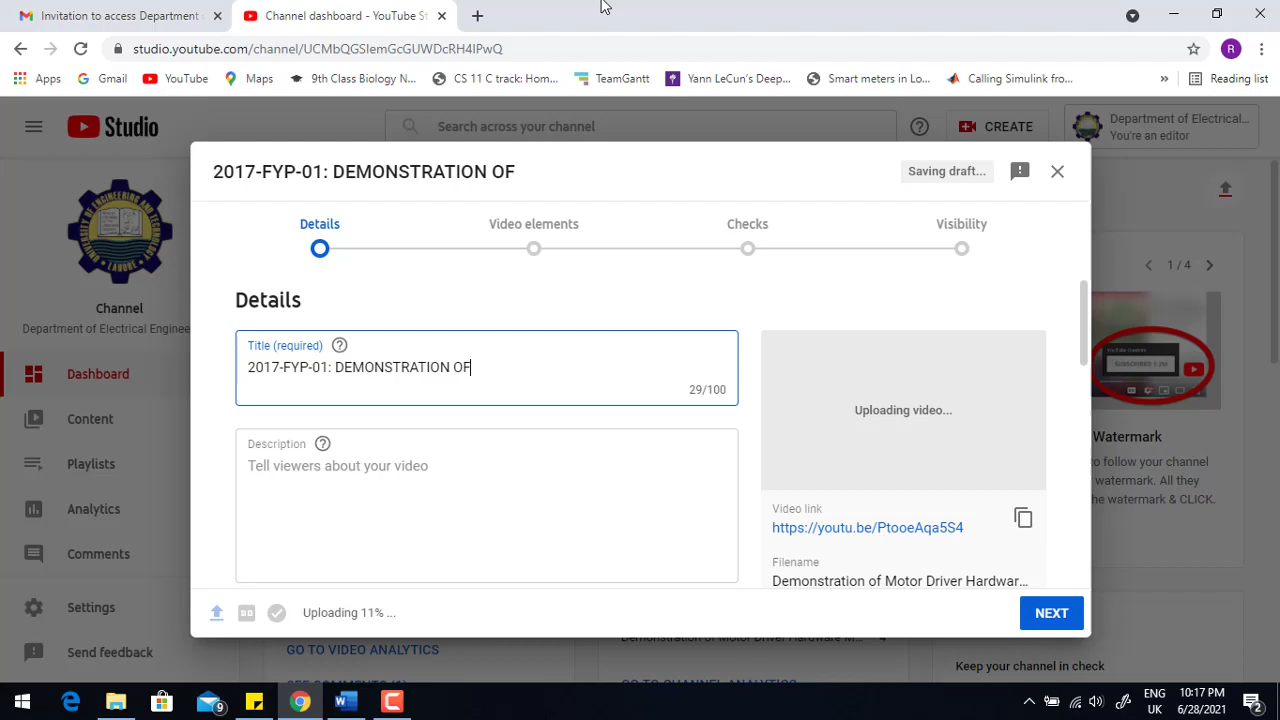 Invitation to access Department o
Channel dashboard - YouTube St
studio.youtube.com/channel/UCMbQGSIemGcGUWDcRH4IPwQ
R
Apps
Gmail
YouTube
Maps
9th Class Biology N...
CS 11 C track: Hom...
TeamGantt
Yann LeCun's Deep...
Smart meters in Lo...
Calling Simulink fro...
»
Reading list
Studio
Search across your channel
CREATE
Department of Electrical...
You're an editor
2017-FYP-01: DEMONSTRATION OF
Saving draft...
Details
Video elements
Checks
Visibility
Channel
Department of Electrical Enginee
Dashboard
Content
Playlists
Analytics
Comments
Settings
Send feedback
Details
Title (required)
2017-FYP-01: DEMONSTRATION OF
29/100
Description
Tell viewers about your video
Uploading video...
Video link
https://youtu.be/PtooeAqa5S4
Filename
Demonstration of Motor Driver Hardwar...
Uploading 11% ...
NEXT
1 / 4
Watermark
to follow your channel
watermark. All they
he watermark & CLICK.
GO TO VIDEO ANALYTICS
Keep your channel in check
ENG
UK
10:17 PM
6/28/2021
9
2